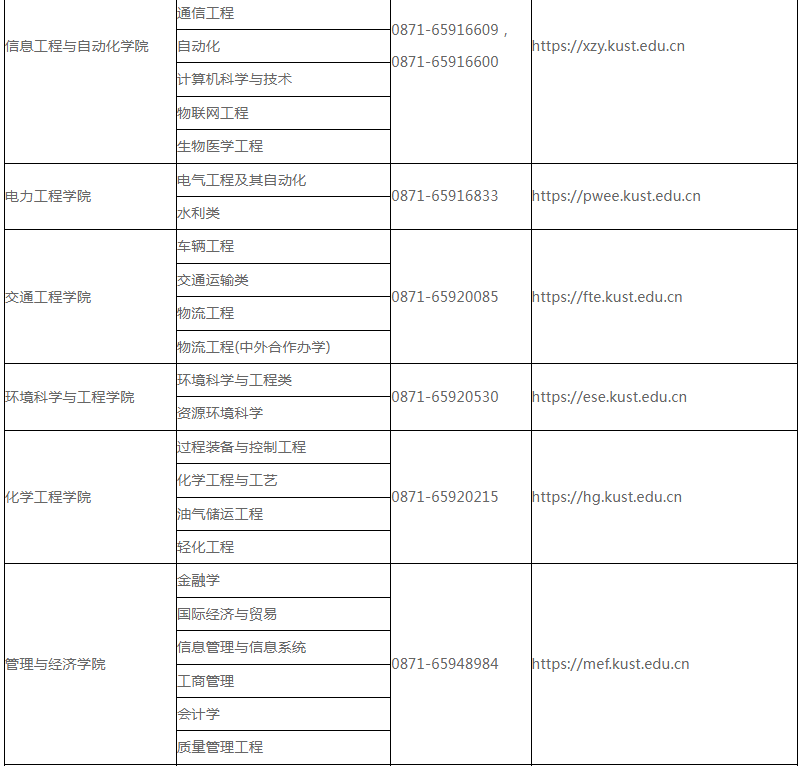 信息工程与自动化学院
通信工程
自动化
计算机科学与技术
物联网工程
生物医学工程
0871-65916609，
0871-65916600
https://xzy.kust.edu.cn
电力工程学院
电气工程及其自动化
水利类
0871-65916833
https://pwee.kust.edu.cn
交通工程学院
车辆工程
交通运输类
物流工程
物流工程(中外合作办学)
0871-65920085
https://fte.kust.edu.cn
环境科学与工程学院
环境科学与工程类
资源环境科学
0871-65920530
https://ese.kust.edu.cn
化学工程学院
过程装备与控制工程
化学工程与工艺
油气储运工程
轻化工程
0871-65920215
https://hg.kust.edu.cn
管理与经济学院
金融学
国际经济与贸易
信息管理与信息系统
工商管理
会计学
质量管理工程
0871-65948984
https://mef.kust.edu.cn